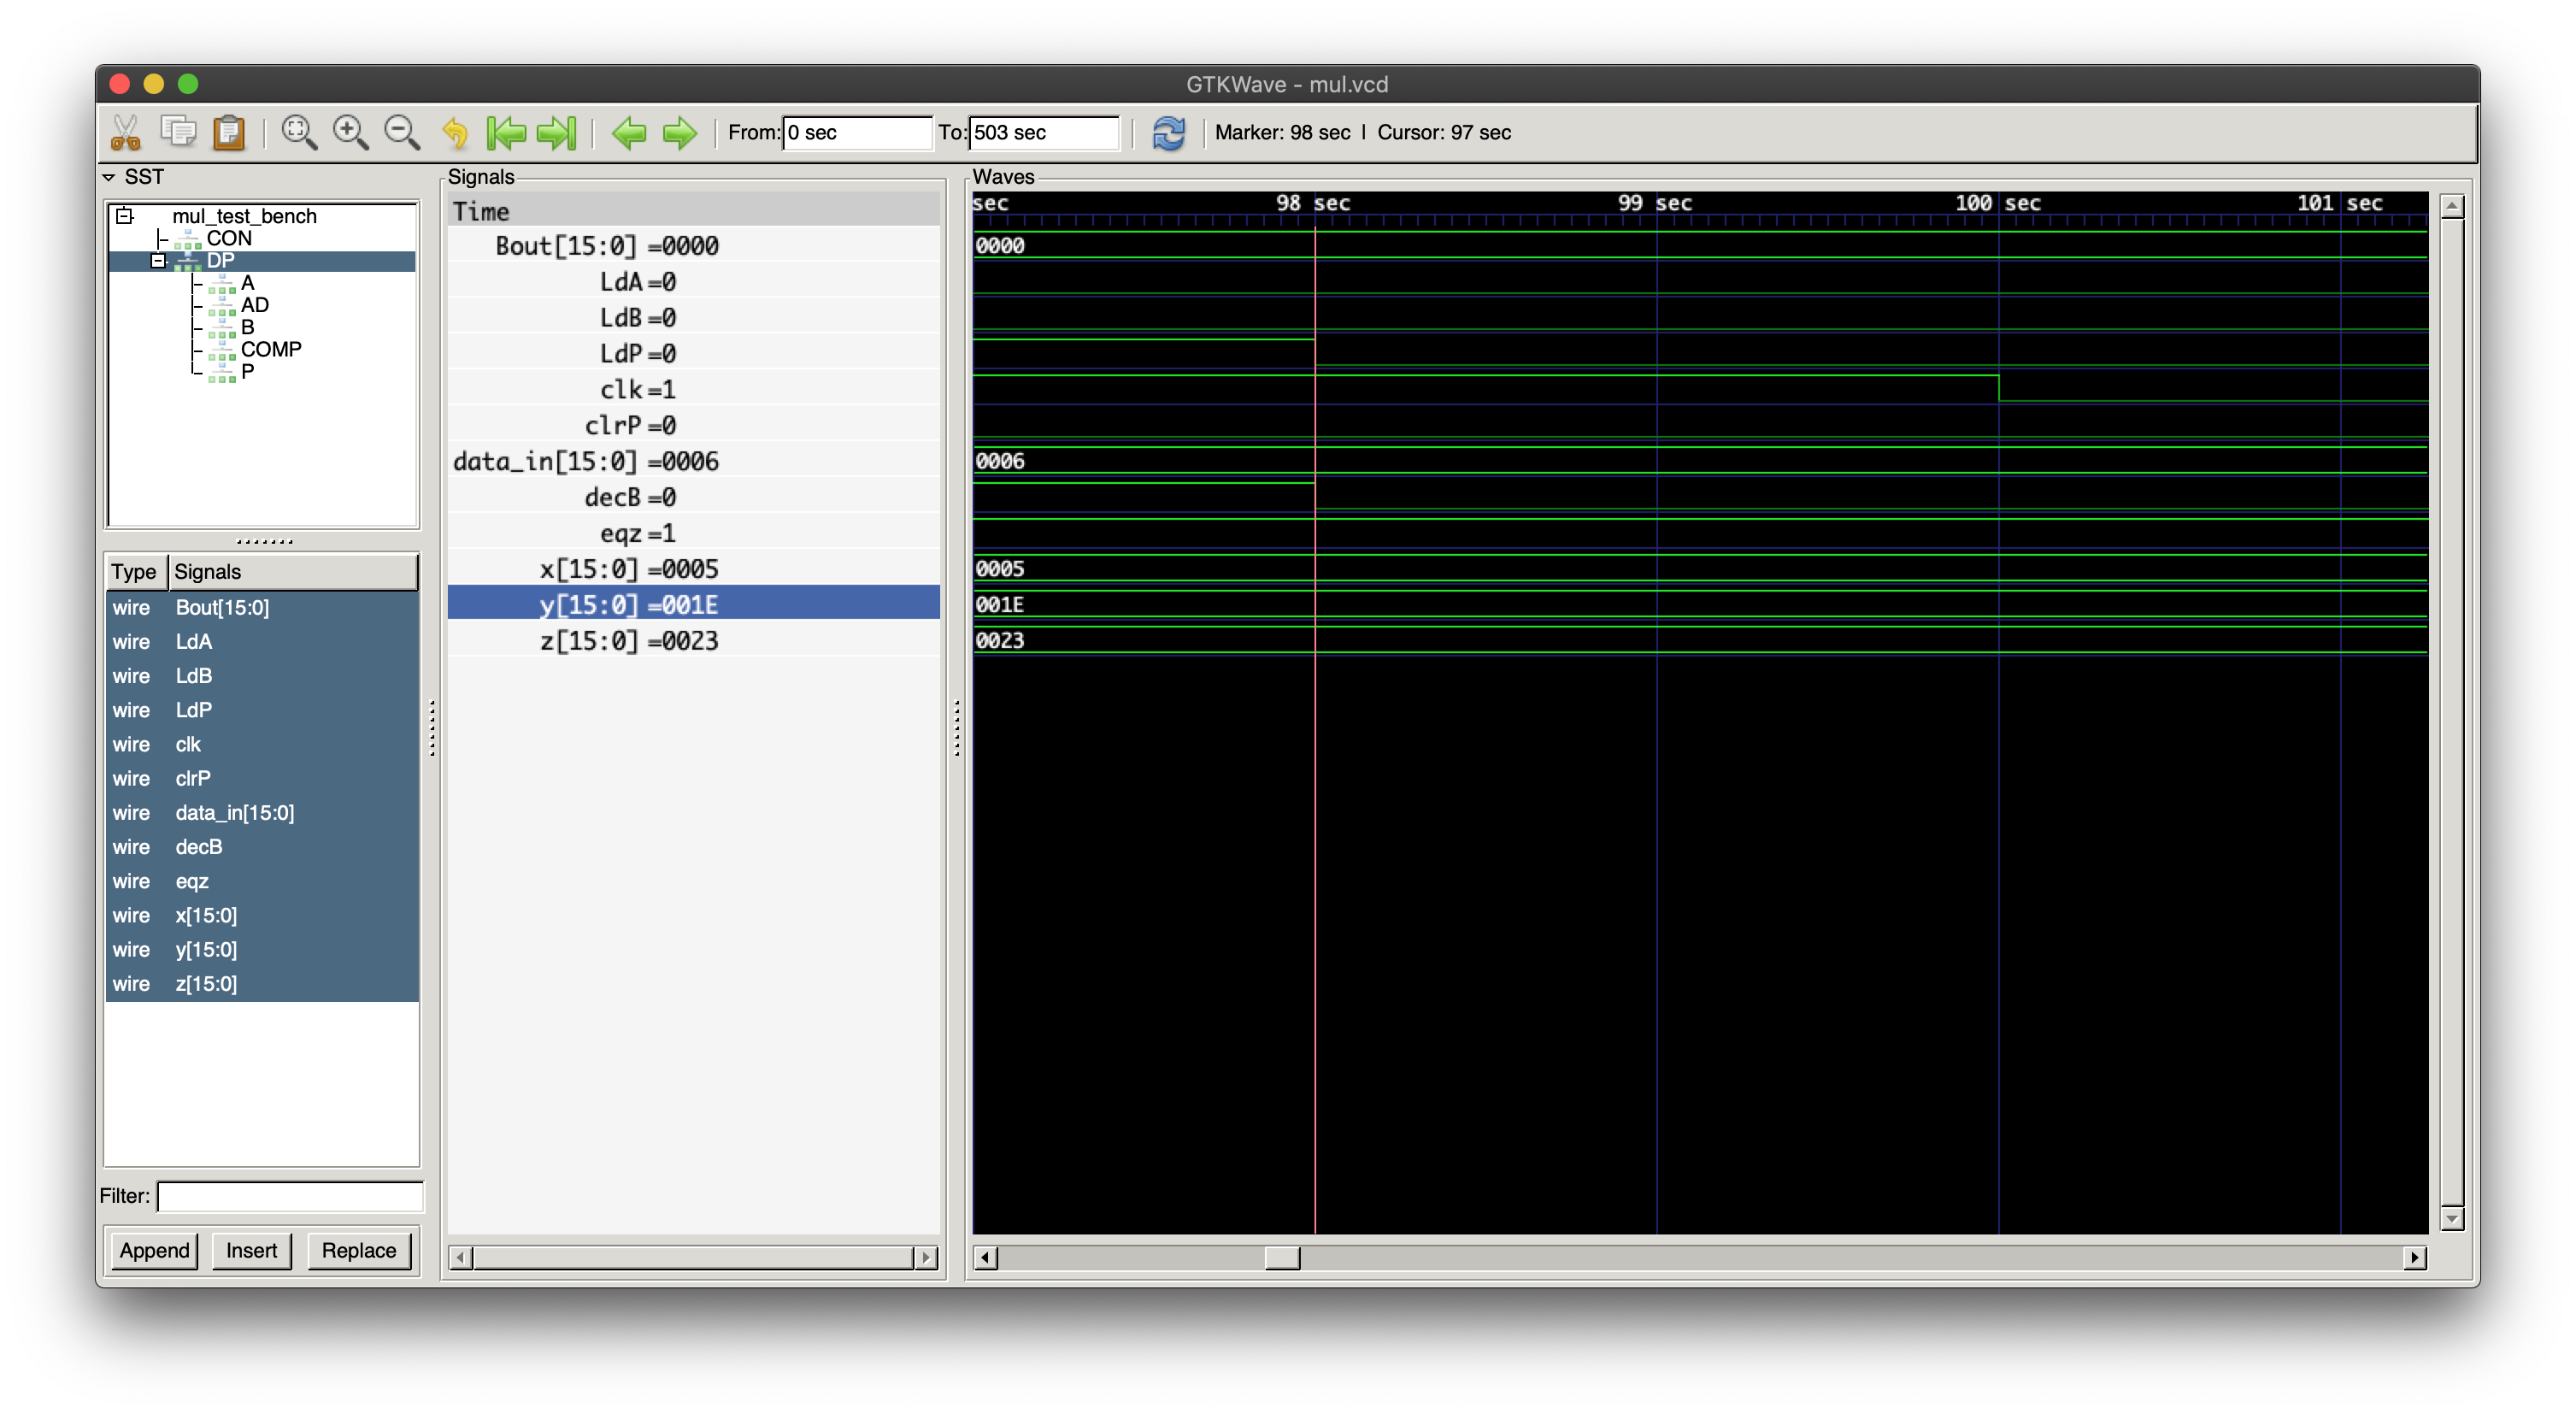 GTKWave - mul.vcd
From: 0 sec To: 503 sec Marker: 98 sec | Cursor: 97 sec
SST
mul_test_bench
CON
DP
A
AD
B
COMP
P
Type Signals
wire Bout[15:0]
wire LdA
wire LdB
wire LdP
wire clk
wire clrP
wire data_in[15:0]
wire decB
wire eqz
wire x[15:0]
wire y[15:0]
wire z[15:0]
Filter:
Append Insert Replace
Signals
Time
Bout[15:0] =0000
LdA =0
LdB =0
LdP =0
clk =1
clrP =0
data_in[15:0] =0006
decB =0
eqz =1
x[15:0] =0005
y[15:0] =001E
z[15:0] =0023
Waves
sec 98 sec 99 sec 100 sec 101 sec
0000
0006
0005
001E
0023